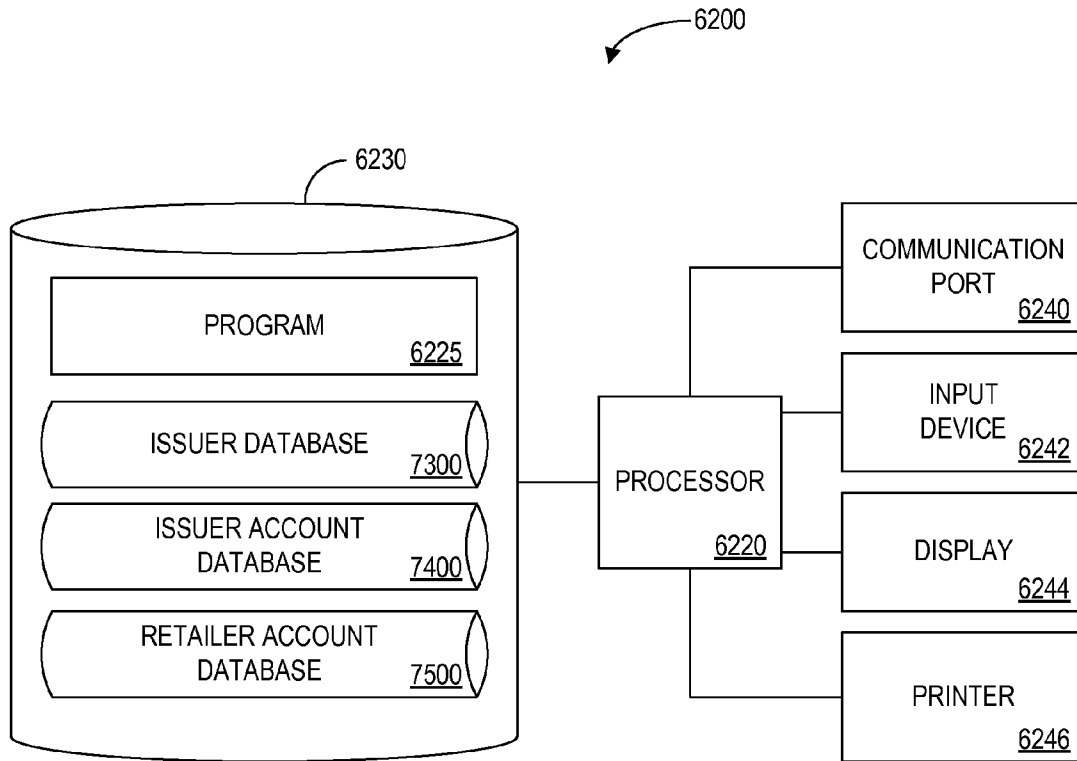 6200
6230
PROGRAM
6225
ISSUER DATABASE
7300
ISSUER ACCOUNT
DATABASE
7400
RETAILER ACCOUNT
DATABASE
7500
PROCESSOR
6220
COMMUNICATION
PORT
6240
INPUT
DEVICE
6242
DISPLAY
6244
PRINTER
6246